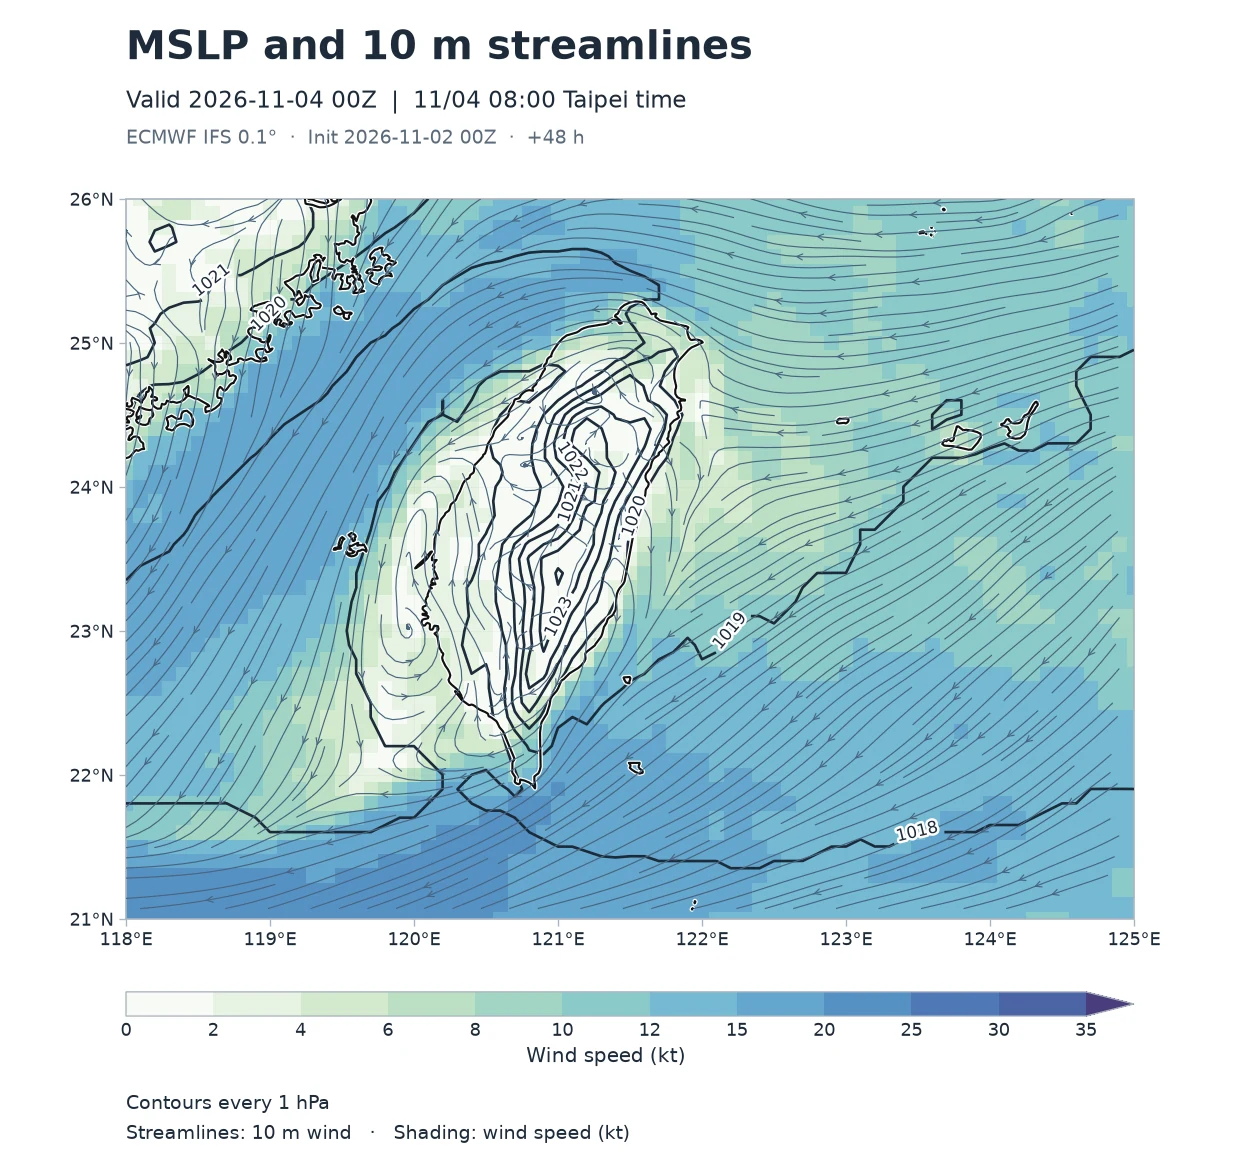 MSLP and 10 m streamlines
Valid 2026-11-04 00Z | 11/04 08:00 Taipei time
ECMWF IFS 0.1° · Init 2026-11-02 00Z · +48 h
26°N
25°N
24°N
23°N
22°N
21°N
1021
1020
1022
1021
1020
1023
1019
1018
118°E 119°E 120°E 121°E 122°E 123°E 124°E 125°E
0 2 4 6 8 10 12 15 20 25 30 35
Wind speed (kt)
Contours every 1 hPa
Streamlines: 10 m wind · Shading: wind speed (kt)